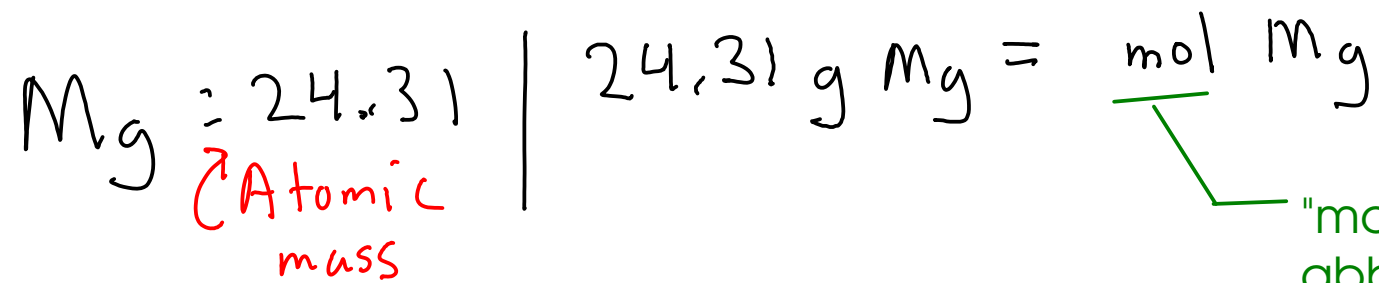 Mg = 24.31 | 24.31 g Mg = mol Mg
Atomic
mass